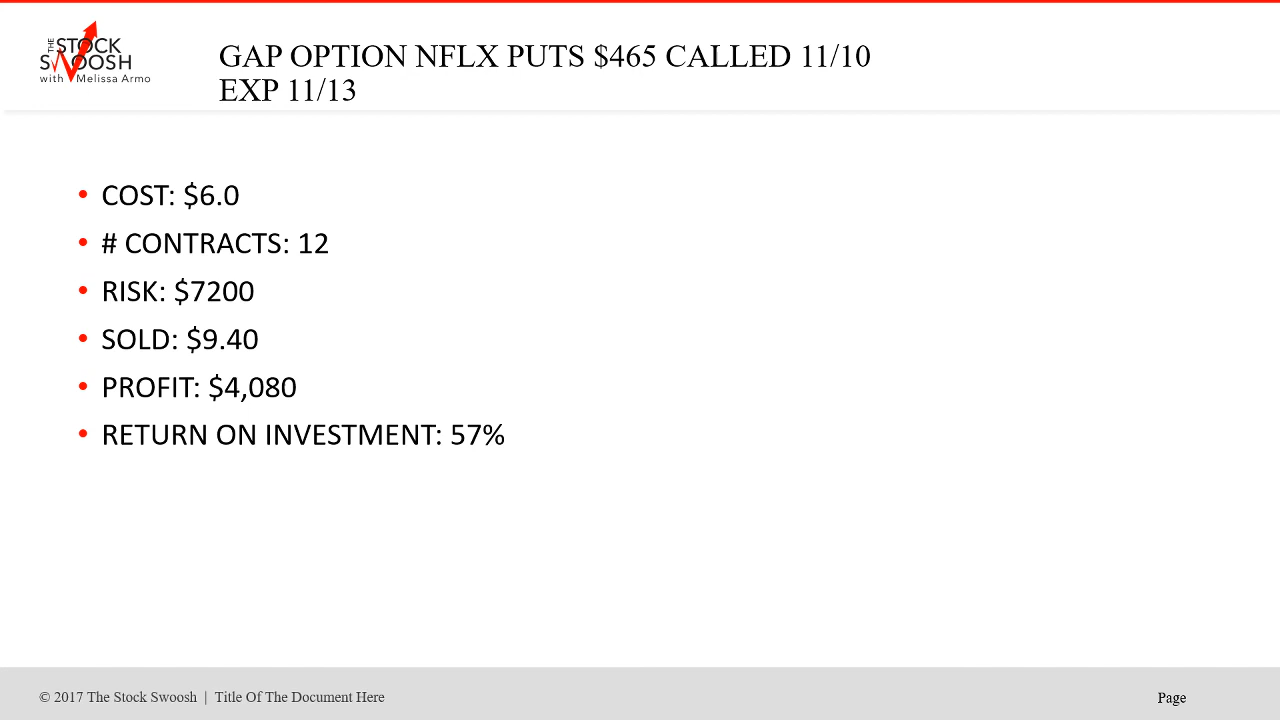 THE
STOCK
SWOOSH
with Melissa Armo
GAP OPTION NFLX PUTS $465 CALLED 11/10
EXP 11/13
• COST: $6.0
• # CONTRACTS: 12
• RISK: $7200
• SOLD: $9.40
• PROFIT: $4,080
• RETURN ON INVESTMENT: 57%
© 2017 The Stock Swoosh | Title Of The Document Here
Page